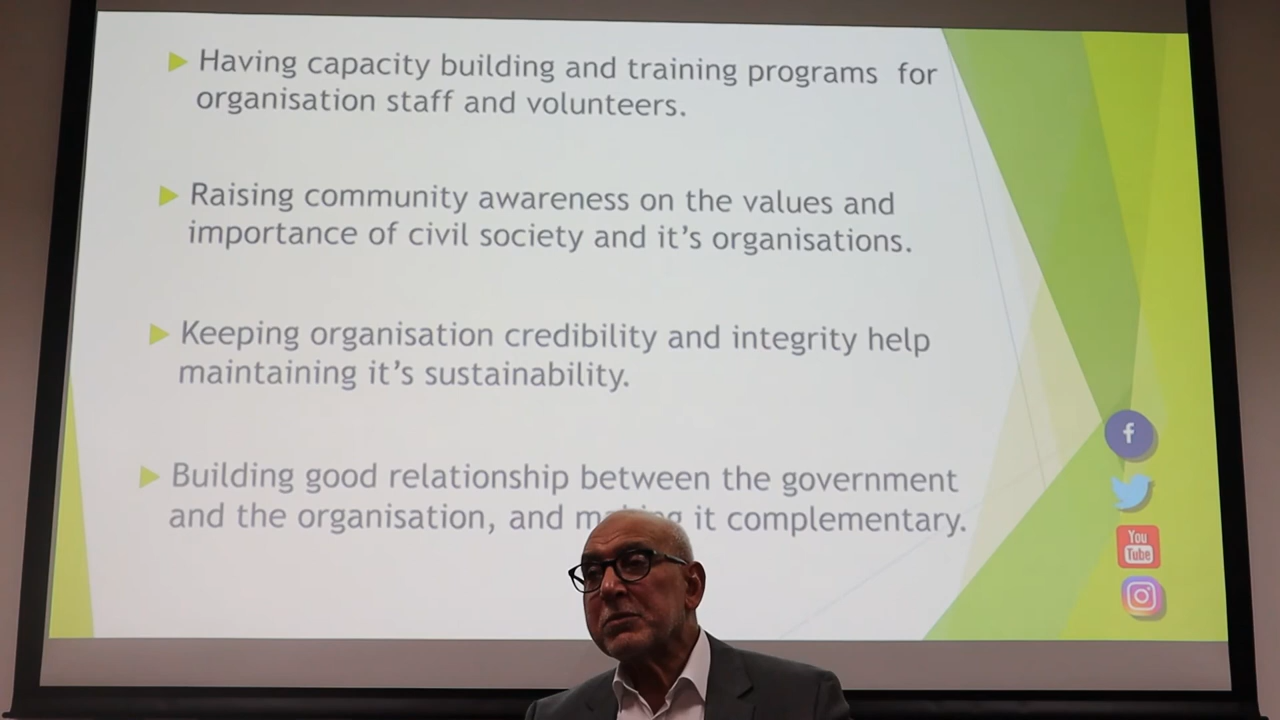 Having capacity building and training programs for
organisation staff and volunteers.
Raising community awareness on the values and
importance of civil society and it's organisations.
Keeping organisation credibility and integrity help
maintaining it's sustainability.
Building good relationship between the government
and the organisation, and making it complementary.
f
You
Tube